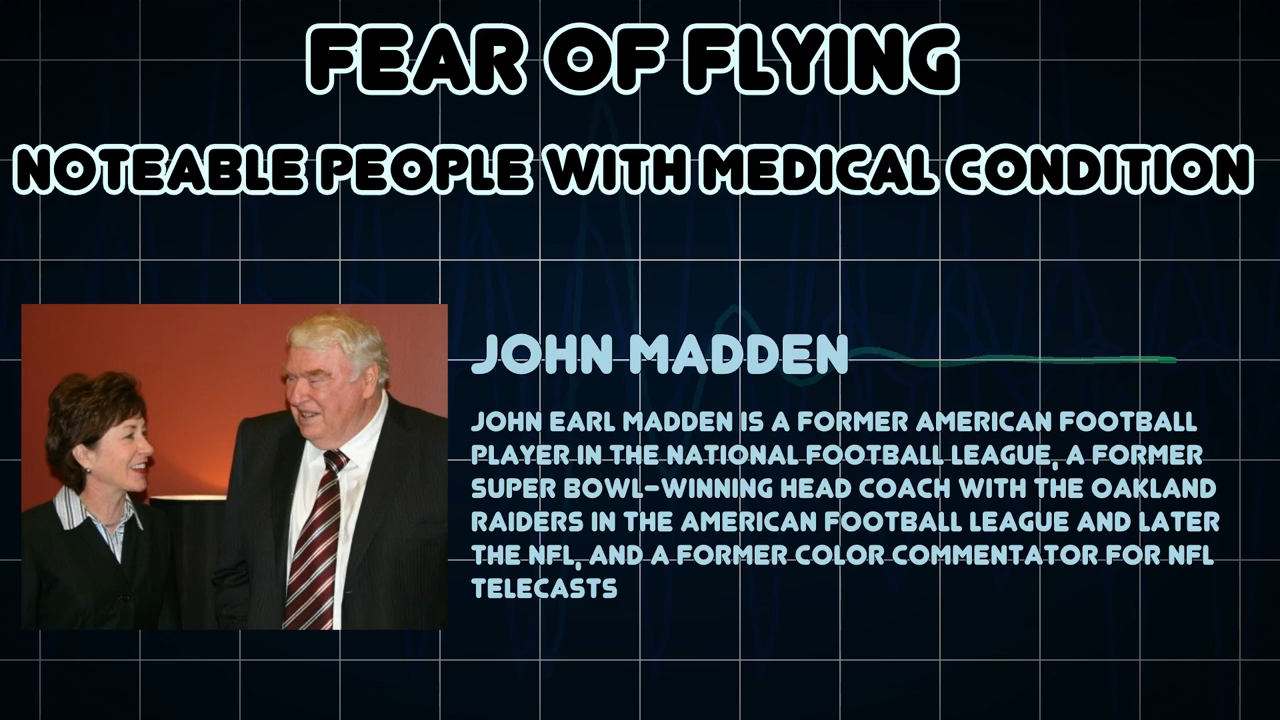 FEAR OF FLYING
NOTEABLE PEOPLE WITH MEDICAL CONDITION
JOHN MADDEN
JOHN EARL MADDEN IS A FORMER AMERICAN FOOTBALL
PLAYER IN THE NATIONAL FOOTBALL LEAGUE, A FORMER
SUPER BOWL-WINNING HEAD COACH WITH THE OAKLAND
RAIDERS IN THE AMERICAN FOOTBALL LEAGUE AND LATER
THE NFL, AND A FORMER COLOR COMMENTATOR FOR NFL
TELECASTS